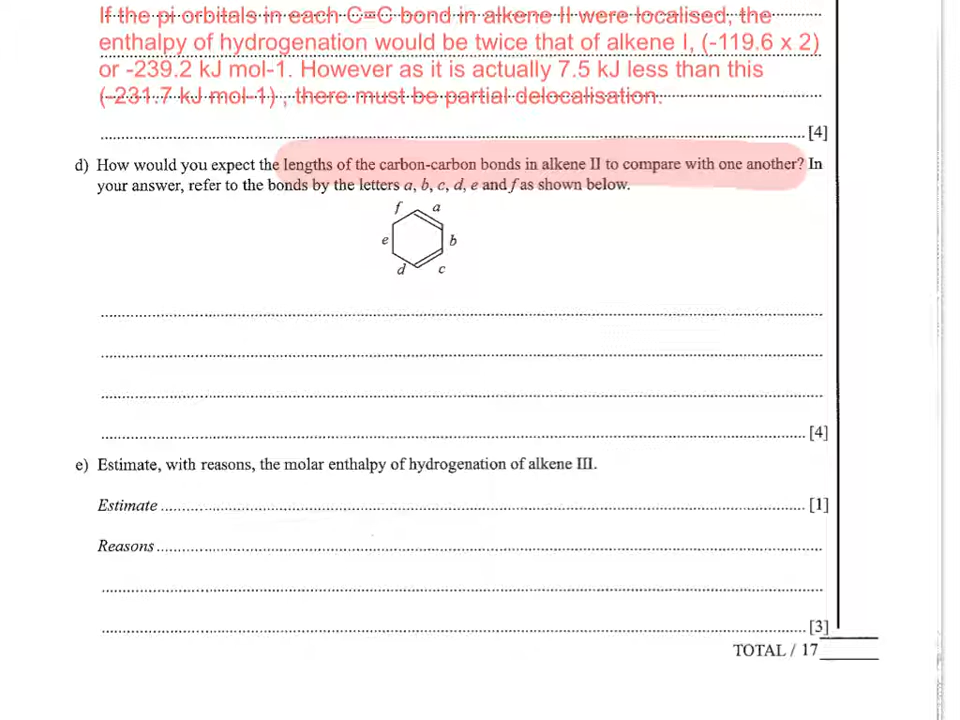 If the pi orbitals in each C=C bond in alkene II were localised, the
enthalpy of hydrogenation would be twice that of alkene I, (-119.6 x 2)
or -239.2 kJ mol-1. However as it is actually 7.5 kJ less than this
(-231.7 kJ mol-1) , there must be partial delocalisation.
[4]
d) How would you expect the lengths of the carbon-carbon bonds in alkene II to compare with one another? In
your answer, refer to the bonds by the letters a, b, c, d, e and f as shown below.
f a
e b
d c
[4]
e) Estimate, with reasons, the molar enthalpy of hydrogenation of alkene III.
Estimate [1]
Reasons
[3]
TOTAL / 17